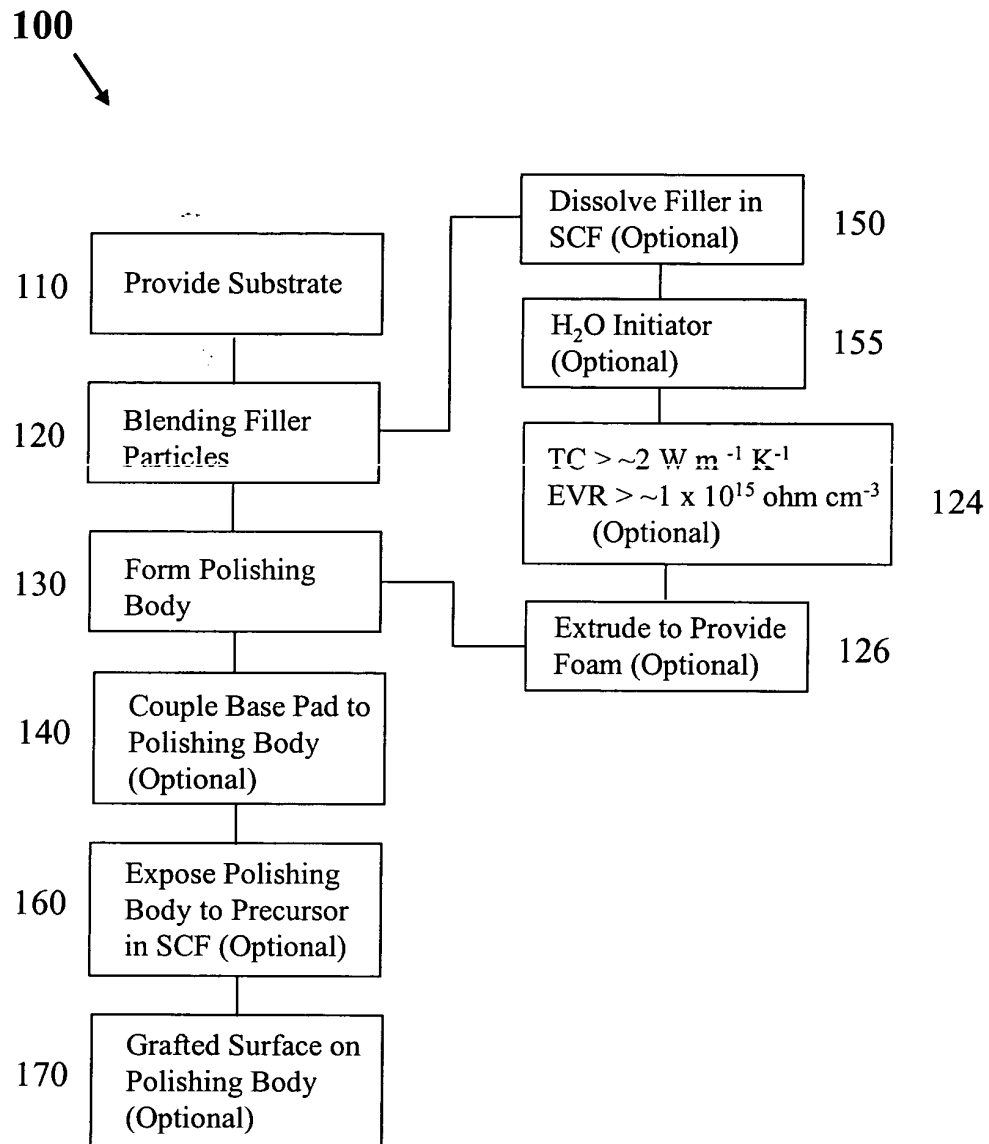 100
110
Provide Substrate
120
Blending Filler
Particles
130
Form Polishing
Body
140
Couple Base Pad to
Polishing Body
(Optional)
160
Expose Polishing
Body to Precursor
in SCF (Optional)
170
Grafted Surface on
Polishing Body
(Optional)
Dissolve Filler in
SCF (Optional)
150
H₂O Initiator
(Optional)
155
TC > ~2 W m ⁻¹ K⁻¹
EVR > ~1 x 10¹⁵ ohm cm⁻³
(Optional)
124
Extrude to Provide
Foam (Optional)
126